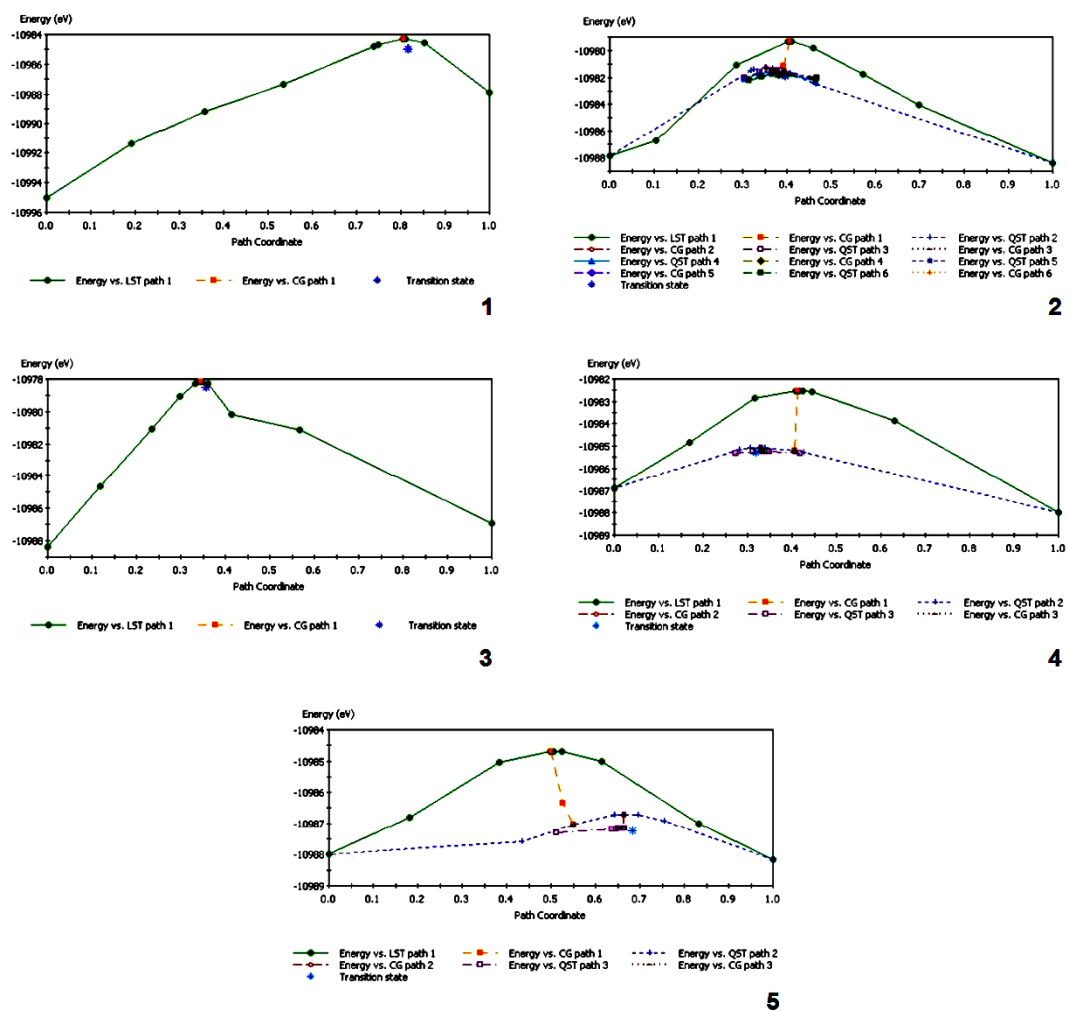 Energy (eV)
-10984
-10986
-10988
-10990
-10992
-10994
-10996
0.0 0.1 0.2 0.3 0.4 0.5 0.6 0.7 0.8 0.9 1.0
Path Coordinate
Energy vs. LST path 1 Energy vs. CG path 1 Transition state
1
Energy (eV)
-10980
-10982
-10984
-10986
-10988
0.0 0.1 0.2 0.3 0.4 0.5 0.6 0.7 0.8 0.9 1.0
Path Coordinate
Energy vs. LST path 1 Energy vs. CG path 1 Energy vs. QST path 2
Energy vs. CG path 2 Energy vs. QST path 3 Energy vs. CG path 3
Energy vs. QST path 4 Energy vs. CG path 4 Energy vs. QST path 5
Energy vs. CG path 5 Energy vs. QST path 6 Energy vs. CG path 6
Transition state
2
Energy (eV)
-10978
-10980
-10982
-10984
-10986
-10988
0.0 0.1 0.2 0.3 0.4 0.5 0.6 0.7 0.8 0.9 1.0
Path Coordinate
Energy vs. LST path 1 Energy vs. CG path 1 Transition state
3
Energy (eV)
-10982
-10983
-10984
-10985
-10986
-10987
-10988
-10989
0.0 0.1 0.2 0.3 0.4 0.5 0.6 0.7 0.8 0.9 1.0
Path Coordinate
Energy vs. LST path 1 Energy vs. CG path 1 Energy vs. QST path 2
Energy vs. CG path 2 Energy vs. QST path 3 Energy vs. CG path 3
Transition state
4
Energy (eV)
-10984
-10985
-10986
-10987
-10988
-10989
0.0 0.1 0.2 0.3 0.4 0.5 0.6 0.7 0.8 0.9 1.0
Path Coordinate
Energy vs. LST path 1 Energy vs. CG path 1 Energy vs. QST path 2
Energy vs. CG path 2 Energy vs. QST path 3 Energy vs. CG path 3
Transition state
5